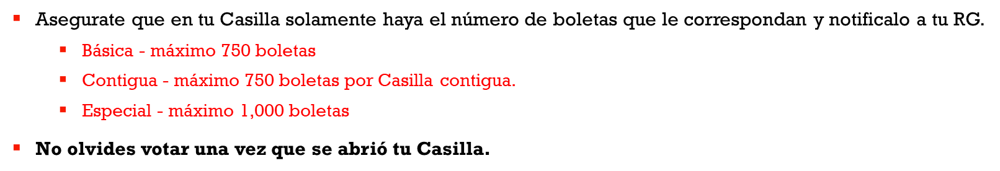 Asegurate que en tu Casilla solamente haya el número de boletas que le correspondan y notificalo a tu RG.
Básica - máximo 750 boletas
Contigua - máximo 750 boletas por Casilla contigua.
Especial - máximo 1,000 boletas
No olvides votar una vez que se abrió tu Casilla.